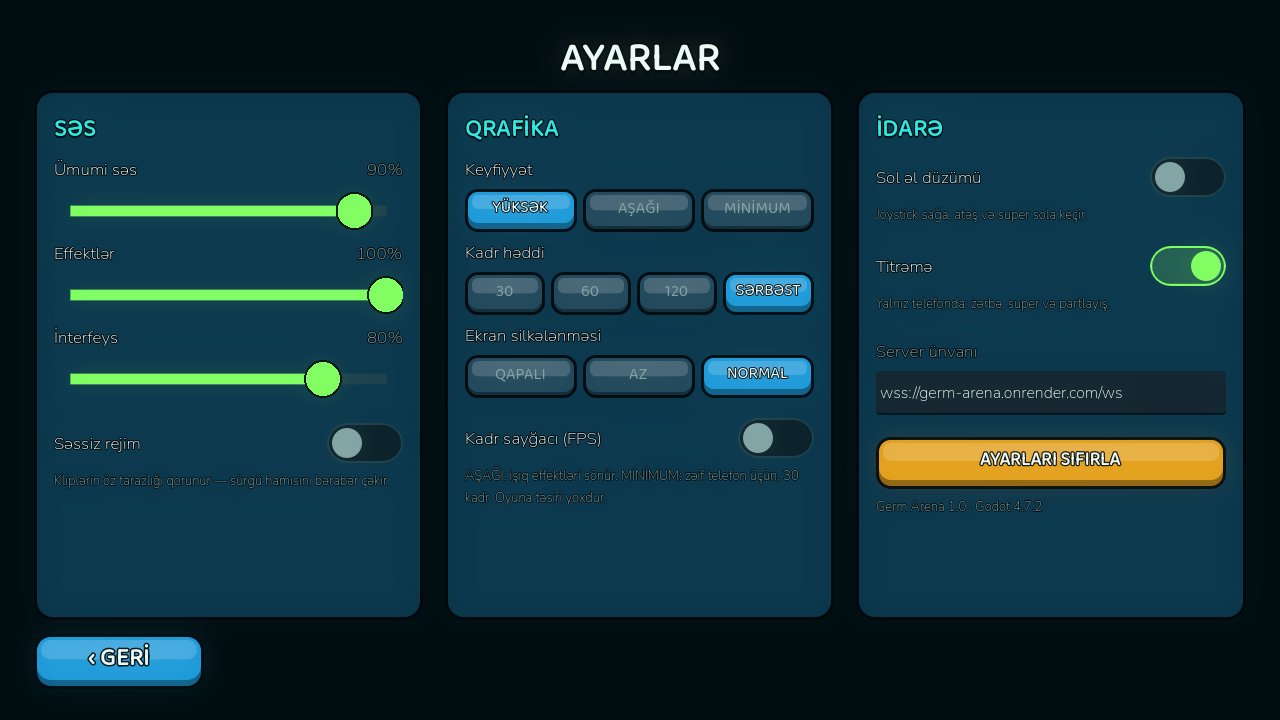 AYARLAR
SƏS
Ümumi səs 90%
Effektlər 100%
İnterfeys 80%
Səssiz rejim
Kliplərin öz tarazlığı qorunur — sürgü hamısını bərabər çəkir.
QRAFİKA
Keyfiyyət
YÜKSƏK AŞAĞI MİNİMUM
Kadr həddi
30 60 120 SƏRBƏST
Ekran silkələnməsi
QAPALI AZ NORMAL
Kadr sayğacı (FPS)
AŞAĞI: işıq effektləri sönür. MİNİMUM: zəif telefon üçün, 30
kadr. Oyuna təsiri yoxdur.
İDARƏ
Sol əl düzümü
Joystick sağa, atəş və super sola keçir.
Titrəmə
Yalnız telefonda: zərbə, super və partlayış.
Server ünvanı
wss://germ-arena.onrender.com/ws
AYARLARI SIFIRLA
Germ Arena 1.0 · Godot 4.7.2
‹ GERİ